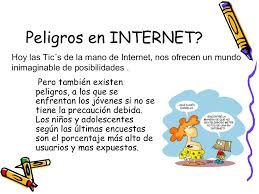 Peligros en INTERNET?
Hoy las Tic´s de la mano de Internet, nos ofrecen un mundo
inimaginable de posibilidades .
Pero también existen
peligros, a los que se
enfrentan los jóvenes si no se
tiene la precaución debida.
Los niños y adolescentes
según las últimas encuestas
son el porcentaje más alto de
usuarios y mas expuestos.